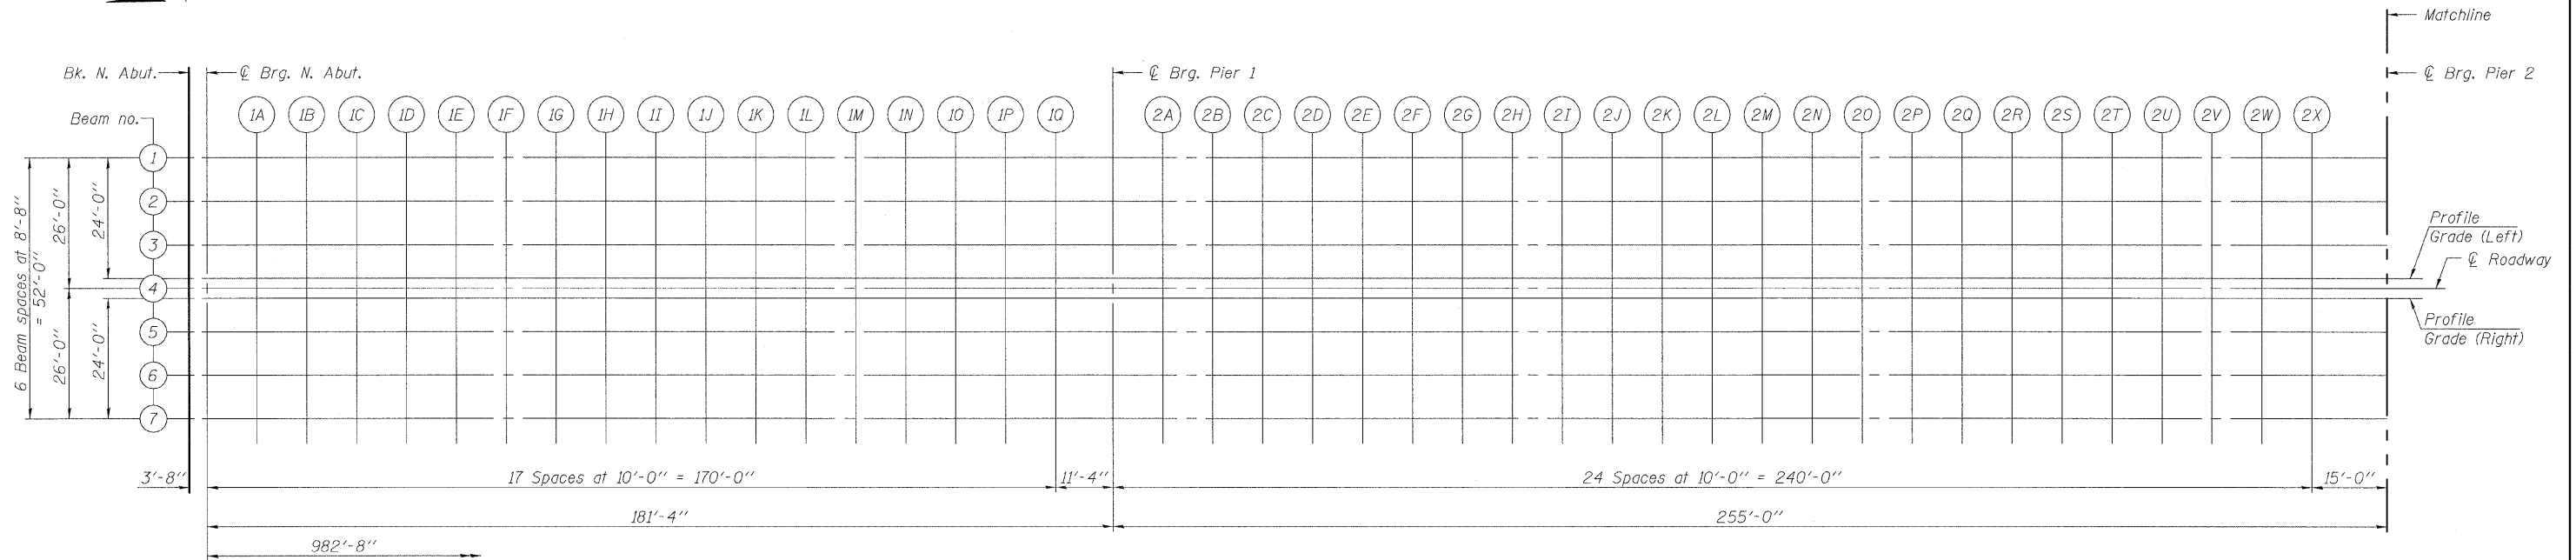 Matchline
Bk. N. Abut.
℄ Brg. N. Abut.
℄ Brg. Pier 1
℄ Brg. Pier 2
Beam no.
1A 1B 1C 1D 1E 1F 1G 1H 1I 1J 1K 1L 1M 1N 1O 1P 1Q 2A 2B 2C 2D 2E 2F 2G 2H 2I 2J 2K 2L 2M 2N 2O 2P 2Q 2R 2S 2T 2U 2V 2W 2X
1
2
3
4
5
6
7
6 Beam spaces at 8'-8''
= 52'-0''
26'-0''
24'-0''
26'-0''
24'-0''
Profile
Grade (Left)
℄ Roadway
Profile
Grade (Right)
3'-8''
17 Spaces at 10'-0'' = 170'-0''
11'-4''
24 Spaces at 10'-0'' = 240'-0''
15'-0''
181'-4''
255'-0''
982'-8''